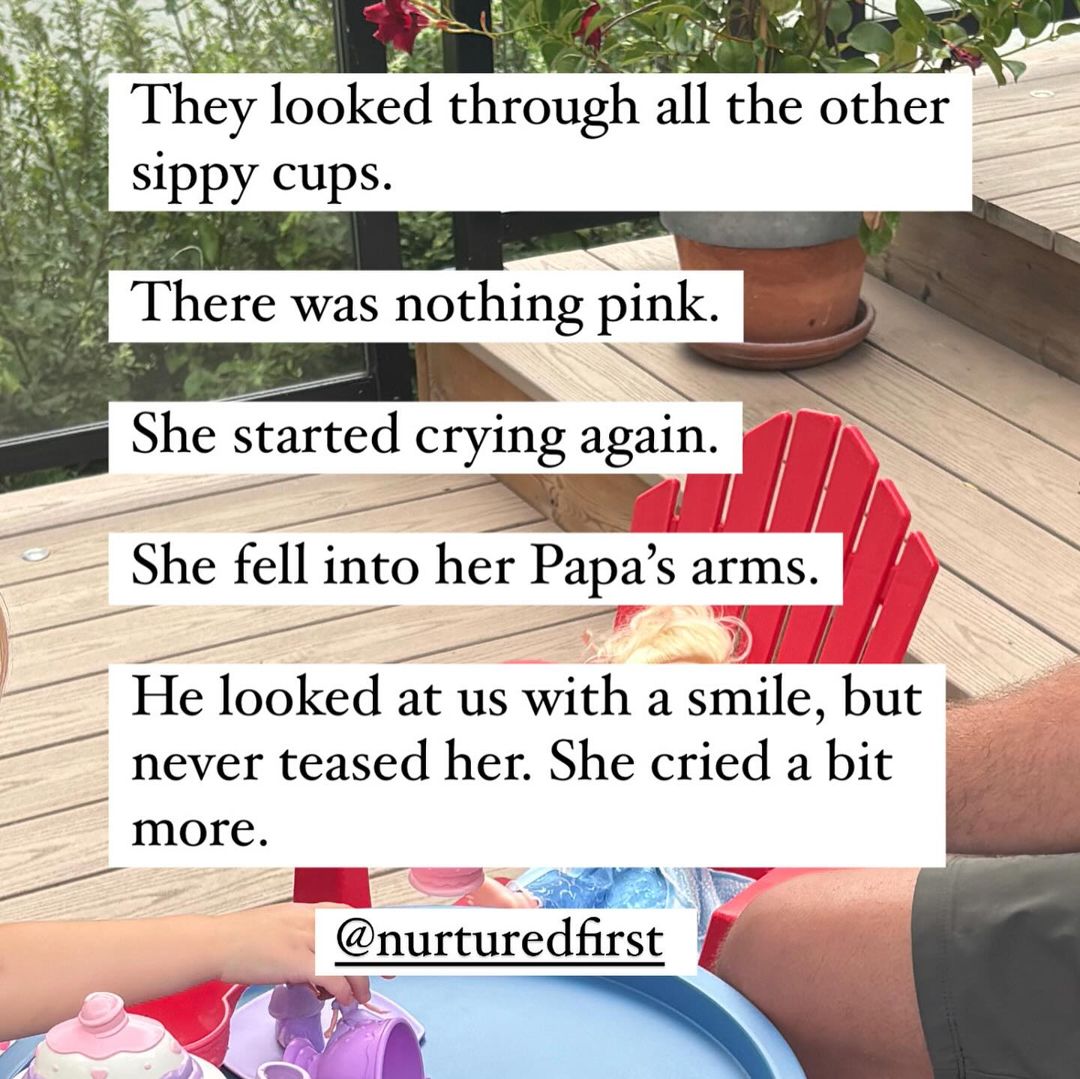 They looked through all the other
sippy cups.
There was nothing pink.
She started crying again.
She fell into her Papa’s arms.
He looked at us with a smile, but
never teased her. She cried a bit
more.
@nurturedfirst